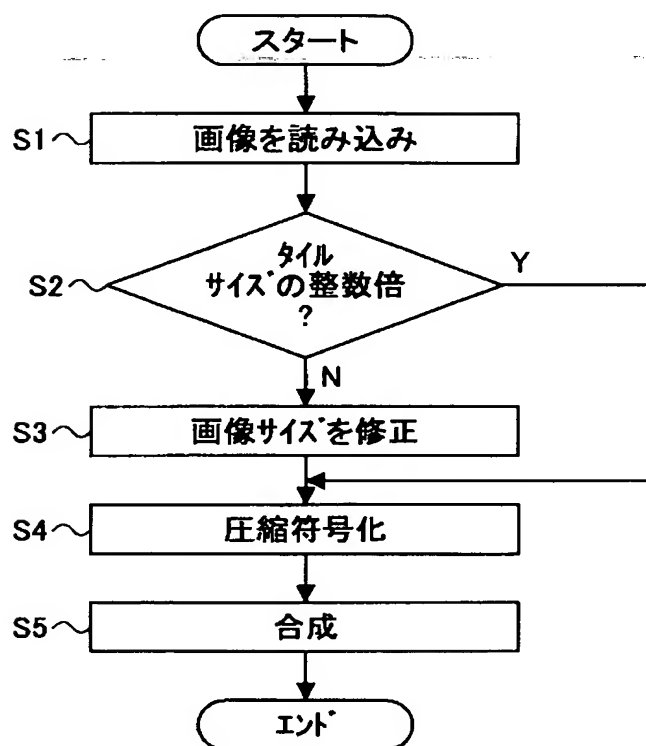 スタート
S1
画像を読み込み
S2
タイル
サイズの整数倍
?
Y
N
S3
画像サイズを修正
S4
圧縮符号化
S5
合成
エンド